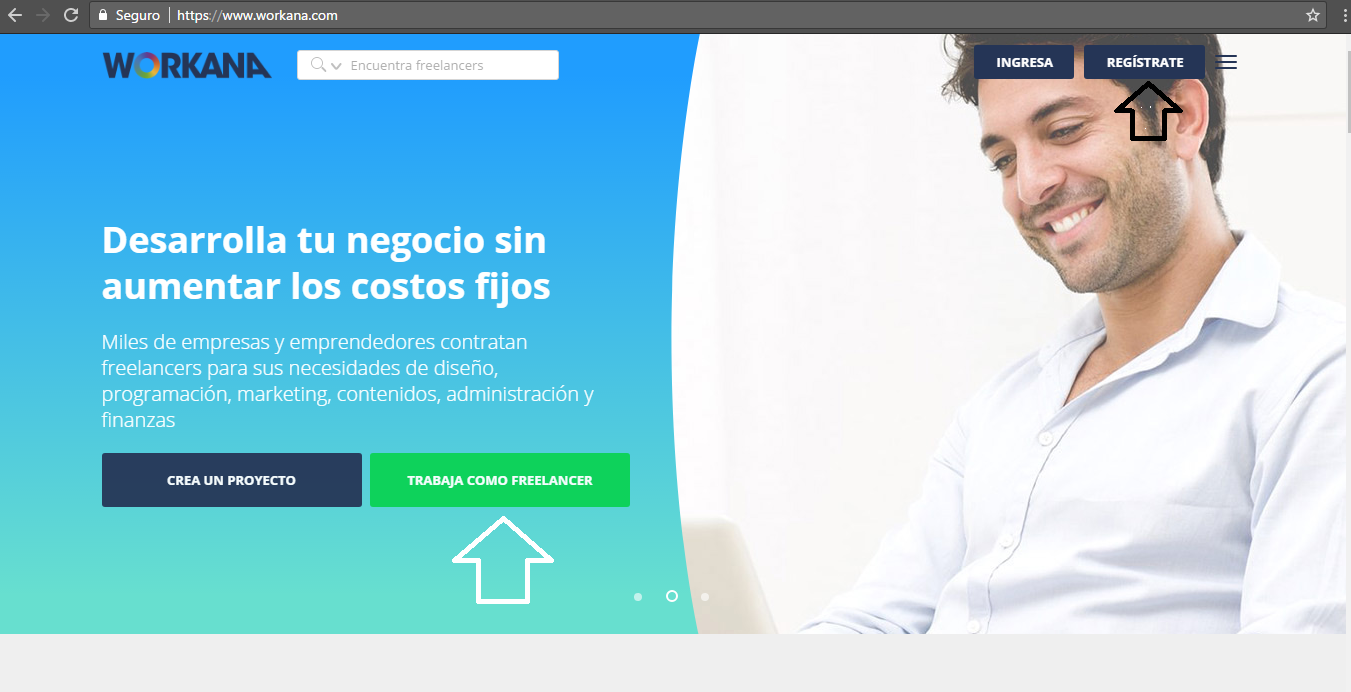 Seguro | https://www.workana.com
WORKANA
Encuentra freelancers
INGRESA
REGÍSTRATE
Desarrolla tu negocio sin
aumentar los costos fijos
Miles de empresas y emprendedores contratan
freelancers para sus necesidades de diseño,
programación, marketing, contenidos, administración y
finanzas
CREA UN PROYECTO
TRABAJA COMO FREELANCER